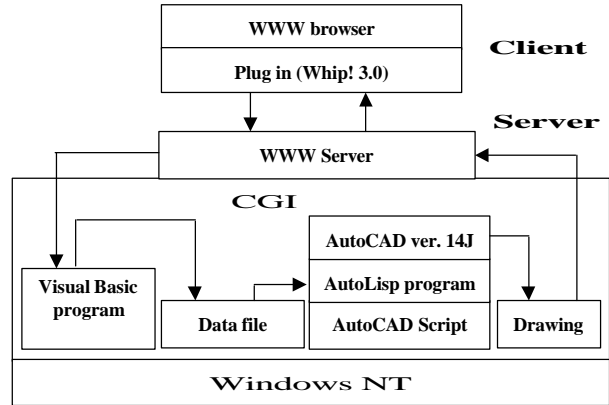 WWW browser
Client
Plug in (Whip! 3.0)
Server
WWW Server
CGI
AutoCAD ver. 14J
Visual Basic
program
AutoLisp program
Data file
AutoCAD Script
Drawing
Windows NT